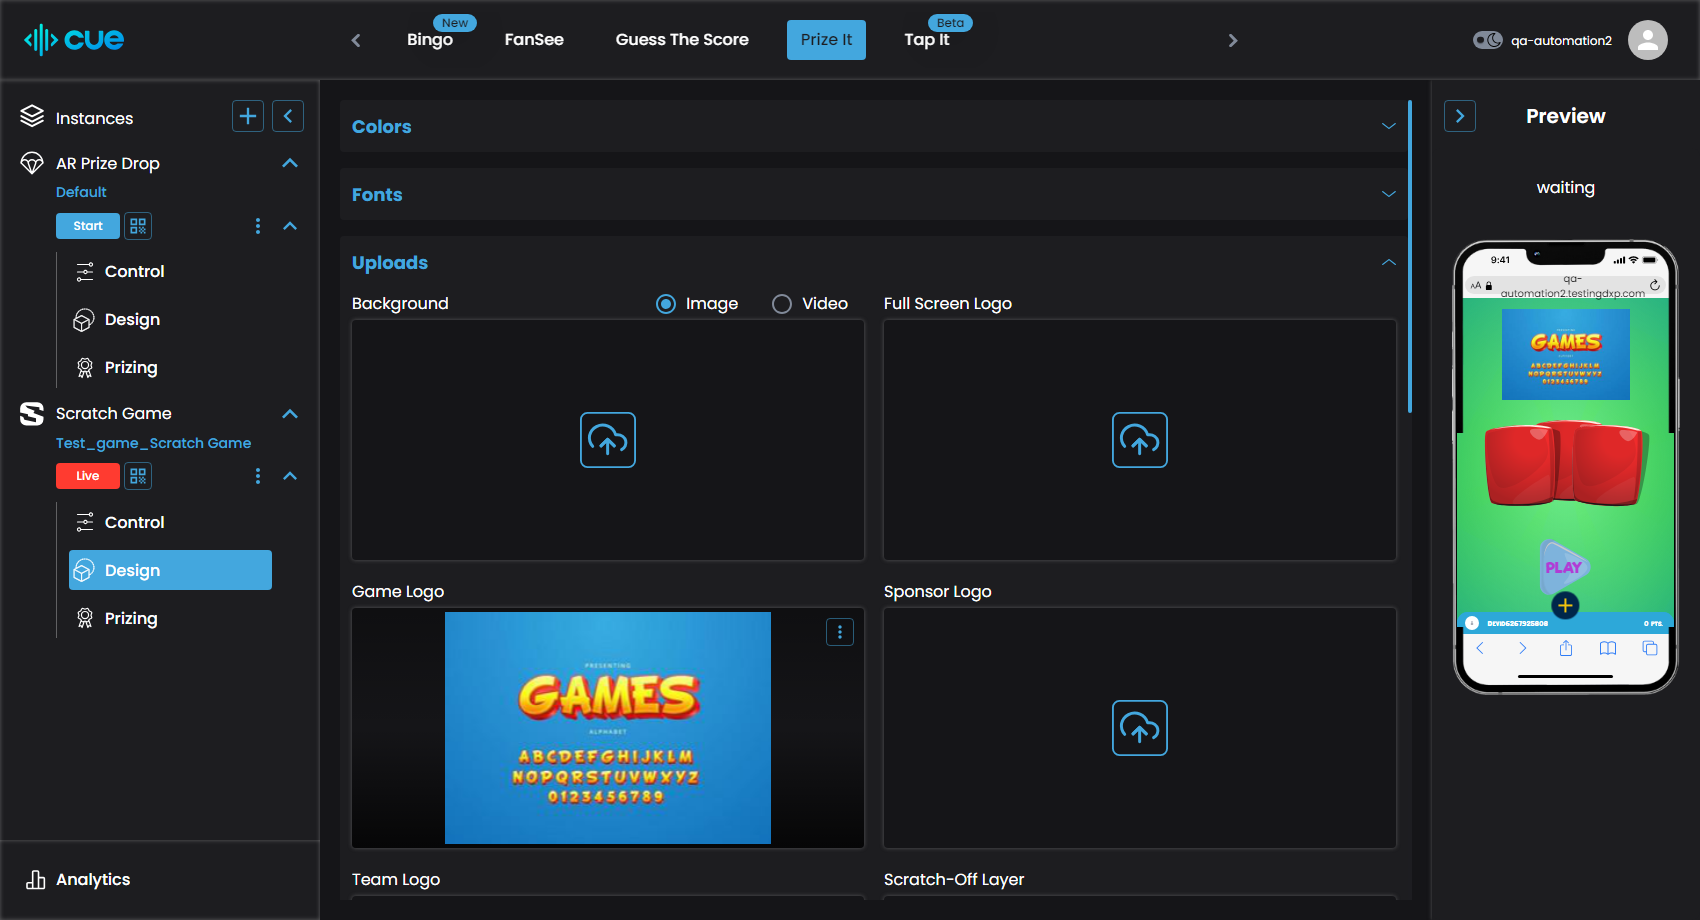 cue
New
Bingo
FanSee
Guess The Score
Prize It
Beta
Tap It
qa-automation2
Instances
AR Prize Drop
Default
Start
Control
Design
Prizing
Scratch Game
Test_game_Scratch Game
Live
Control
Design
Prizing
Analytics
Colors
Fonts
Uploads
Background
Image
Video
Full Screen Logo
Game Logo
PRESENTING
GAMES
ALPHABET
ABCDEFGHIJKLM
NOPQRSTUVWXYZ
0123456789
Sponsor Logo
Team Logo
Scratch-Off Layer
Preview
waiting
9:41
AA
qa-
automation2.testingdxp.com
GAMES
ABCDEFGHIJKLM
NOPQRSTUVWXYZ
0123456789
PLAY
0 PTS.